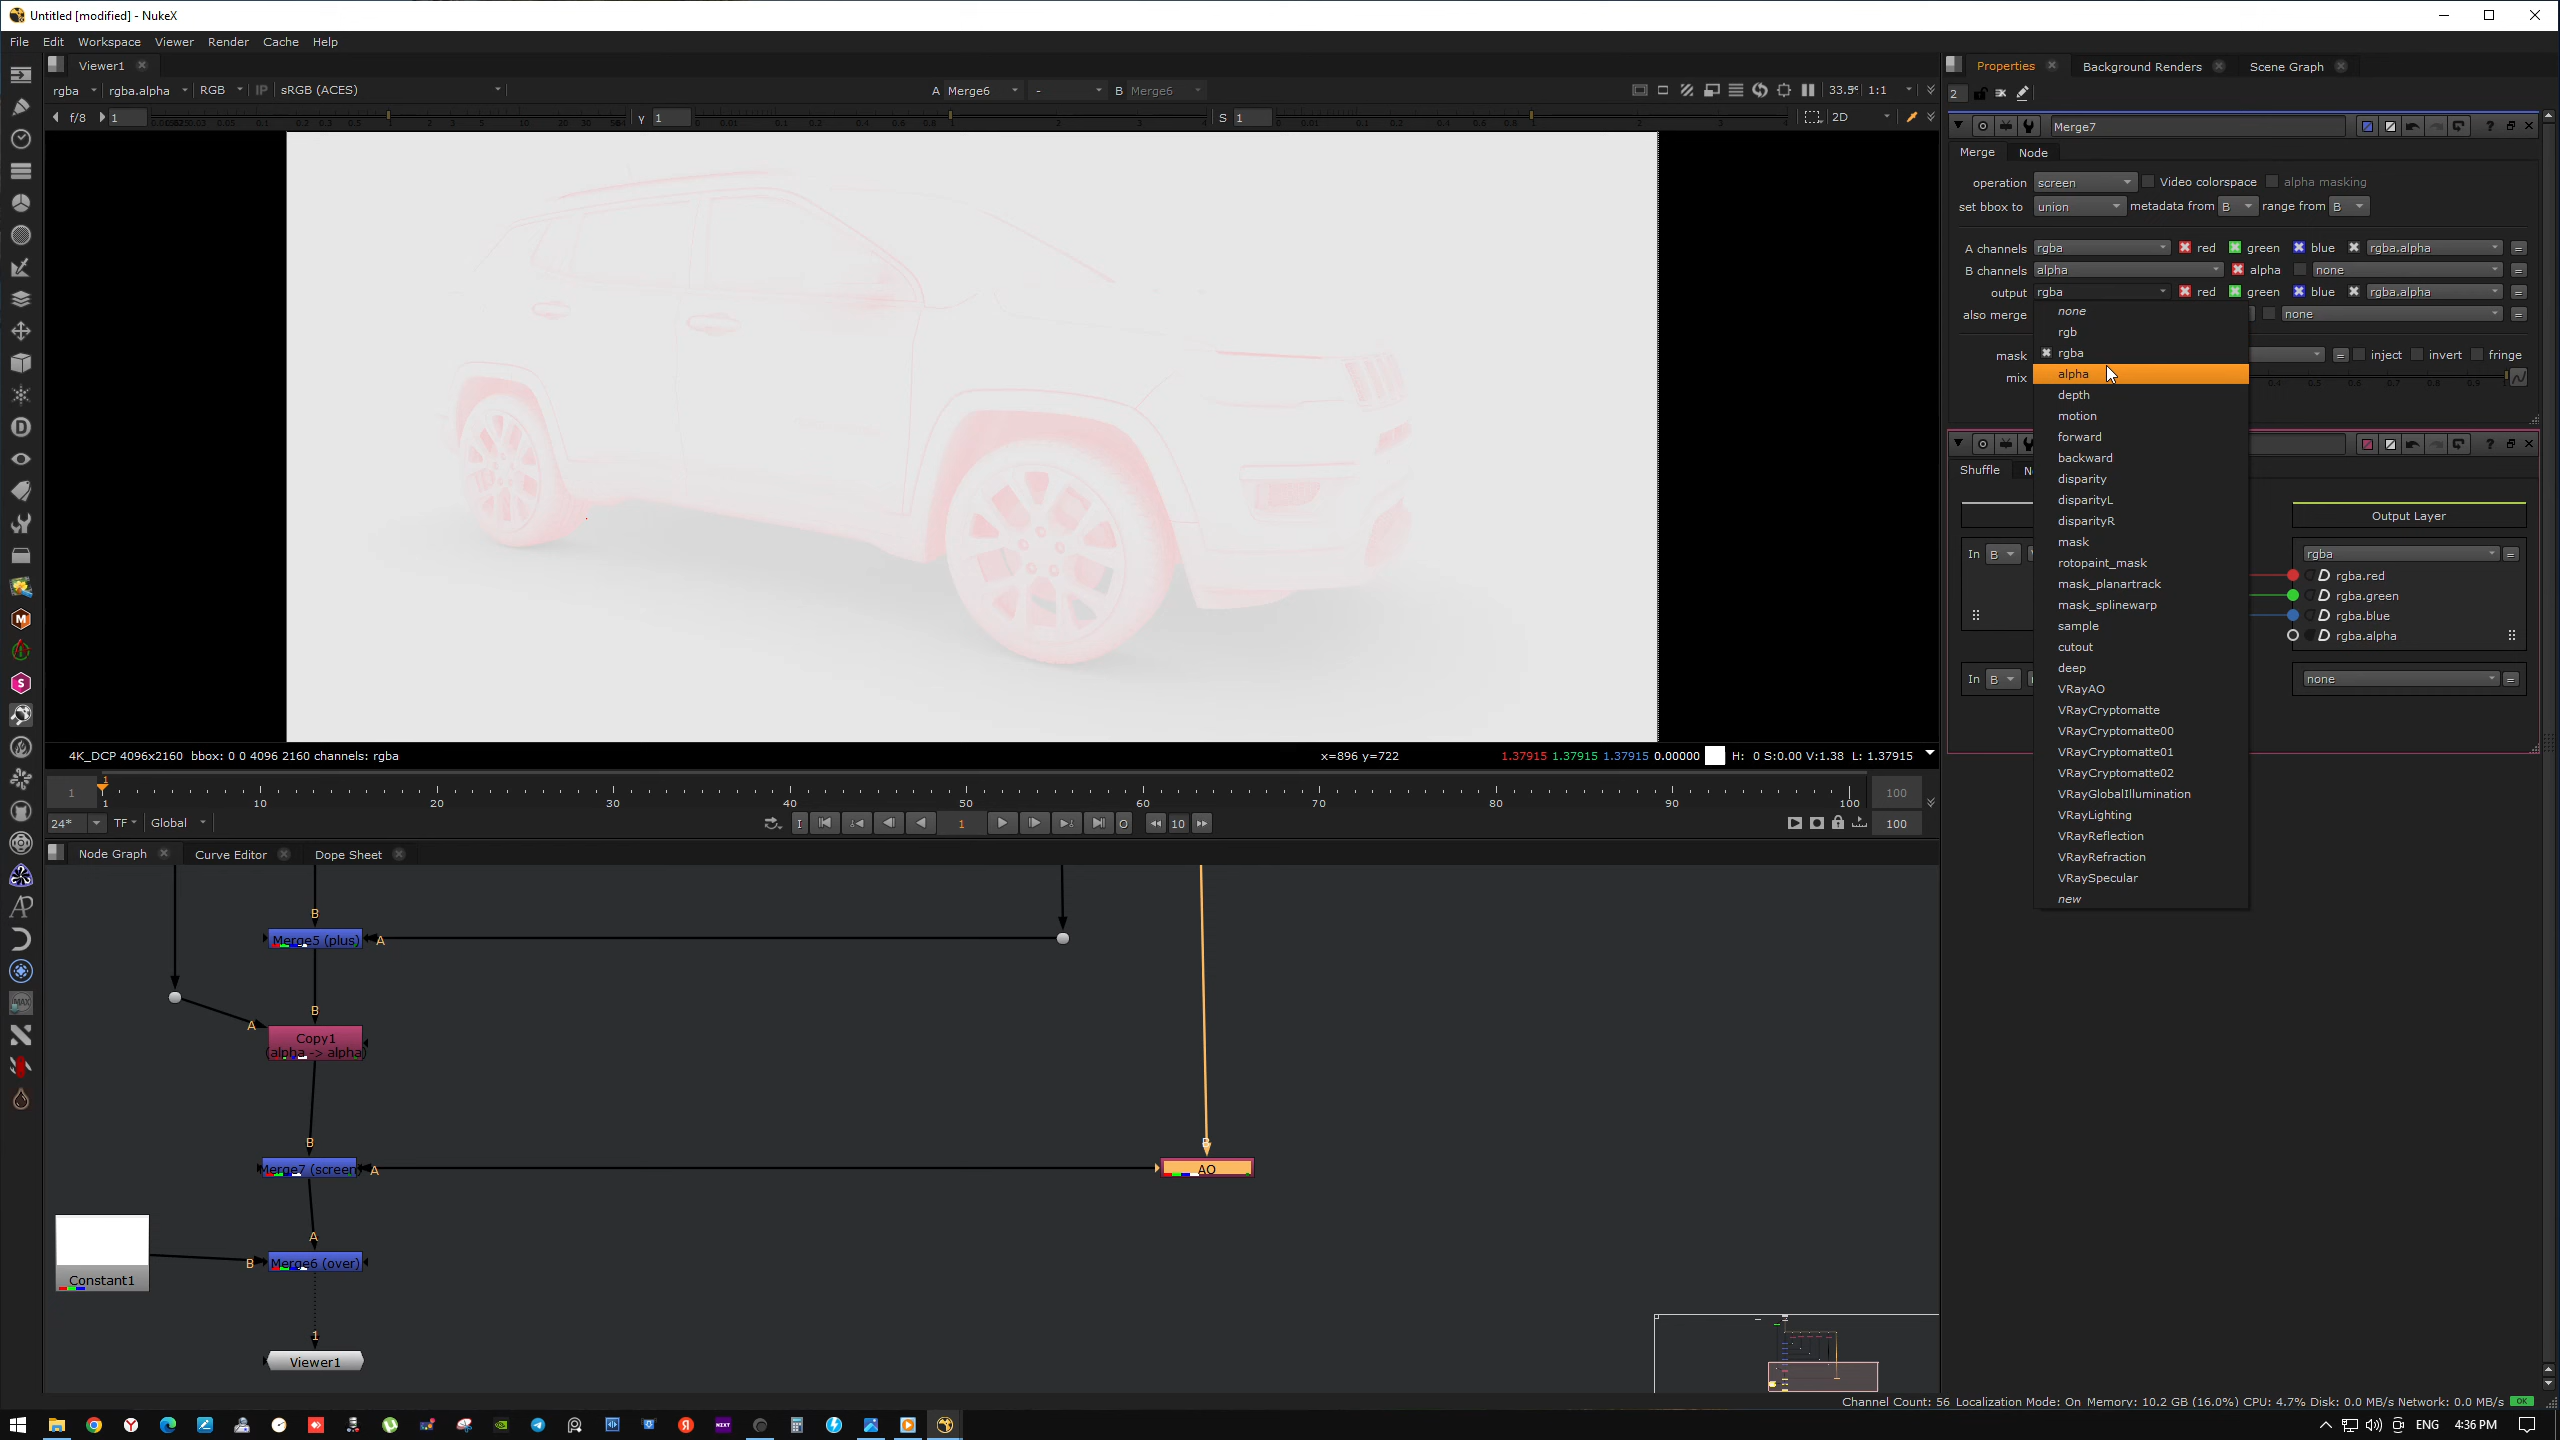 Untitled [modified] - NukeX
File Edit Workspace Viewer Render Cache Help
Viewer1
Properties Background Renders Scene Graph
rgba rgba.alpha RGB IP sRGB (ACES) A Merge6 - B Merge6 1:1
2
f/8 1 γ 1 S 1 2D
Merge7
Merge Node
operation screen Video colorspace alpha masking
set bbox to union metadata from B range from B
A channels rgba red green blue rgba.alpha =
B channels alpha alpha none =
output rgba red green blue rgba.alpha =
also merge none =
none
rgb
mask = inject invert fringe
rgba
mix
alpha
depth
motion
forward
backward
disparity
disparityL
disparityR
mask
rotopaint_mask
mask_planartrack
mask_splinewarp
sample
cutout
deep
VRayAO
VRayCryptomatte
VRayCryptomatte00
VRayCryptomatte01
VRayCryptomatte02
VRayGlobalIllumination
VRayLighting
VRayReflection
VRayRefraction
VRaySpecular
new
Shuffle
Output Layer
In B rgba =
rgba.red
rgba.green
rgba.blue
rgba.alpha
In B none =
4K_DCP 4096x2160 bbox: 0 0 4096 2160 channels: rgba x=896 y=722 1.37915 1.37915 1.37915 0.00000 H: 0 S:0.00 V:1.38 L: 1.37915
1 1 1 10 20 30 40 50 60 70 80 90 100 100
24* TF Global I 1 O 10 100
Node Graph Curve Editor Dope Sheet
B
Merge5 (plus) A
B
A
Copy1
(alpha -> alpha)
B B
Merge7 (screen) A AO
A
B Merge6 (over)
Constant1
1
Viewer1
Channel Count: 56 Localization Mode: On Memory: 10.2 GB (16.0%) CPU: 4.7% Disk: 0.0 MB/s Network: 0.0 MB/s OK
ENG 4:36 PM